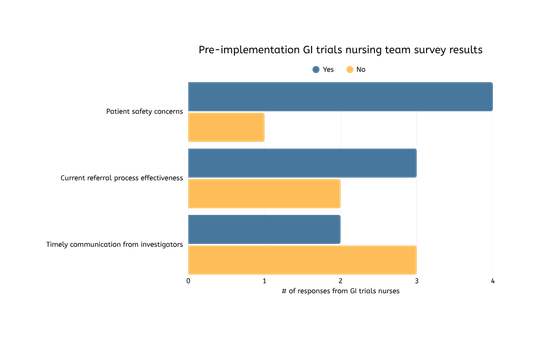 Pre-implementation GI trials nursing team survey results
Yes No
Patient safety concerns
Current referral process effectiveness
Timely communication from investigators
0 1 2 3 4
# of responses from GI trials nurses